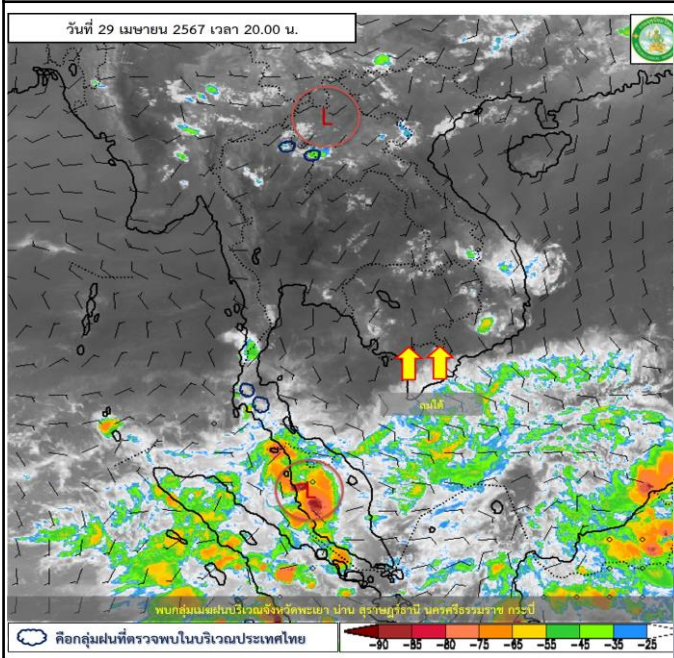 วันที่ 29 เมษายน 2567 เวลา 20.00 น.
L
ลมใต้
L
พบกลุ่มเมฆฝนบริเวณจังหวัดพะเยา น่าน สุราษฎร์ธานี นครศรีธรรมราช กระบี่
คือกลุ่มฝนที่ตรวจพบในบริเวณประเทศไทย
-90 -85 -80 -75 -65 -55 -45 -35 -25